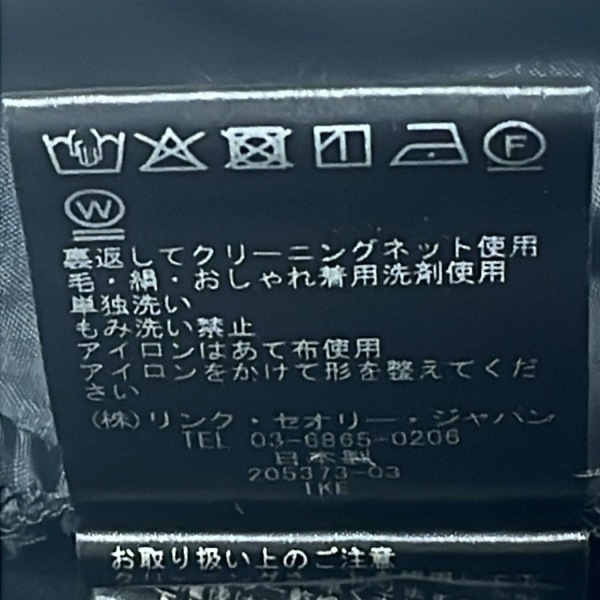 F
W
裏返してクリーニングネット使用
毛・絹・おしゃれ着用洗剤使用
単独洗い
もみ洗い禁止
アイロンはあて布使用
アイロンをかけて形を整えてくだ
さい
(株)リンク・セオリー・ジャパン
TEL 03-6865-0206
日本製
205373-03
IKE
お取り扱い上のご注意